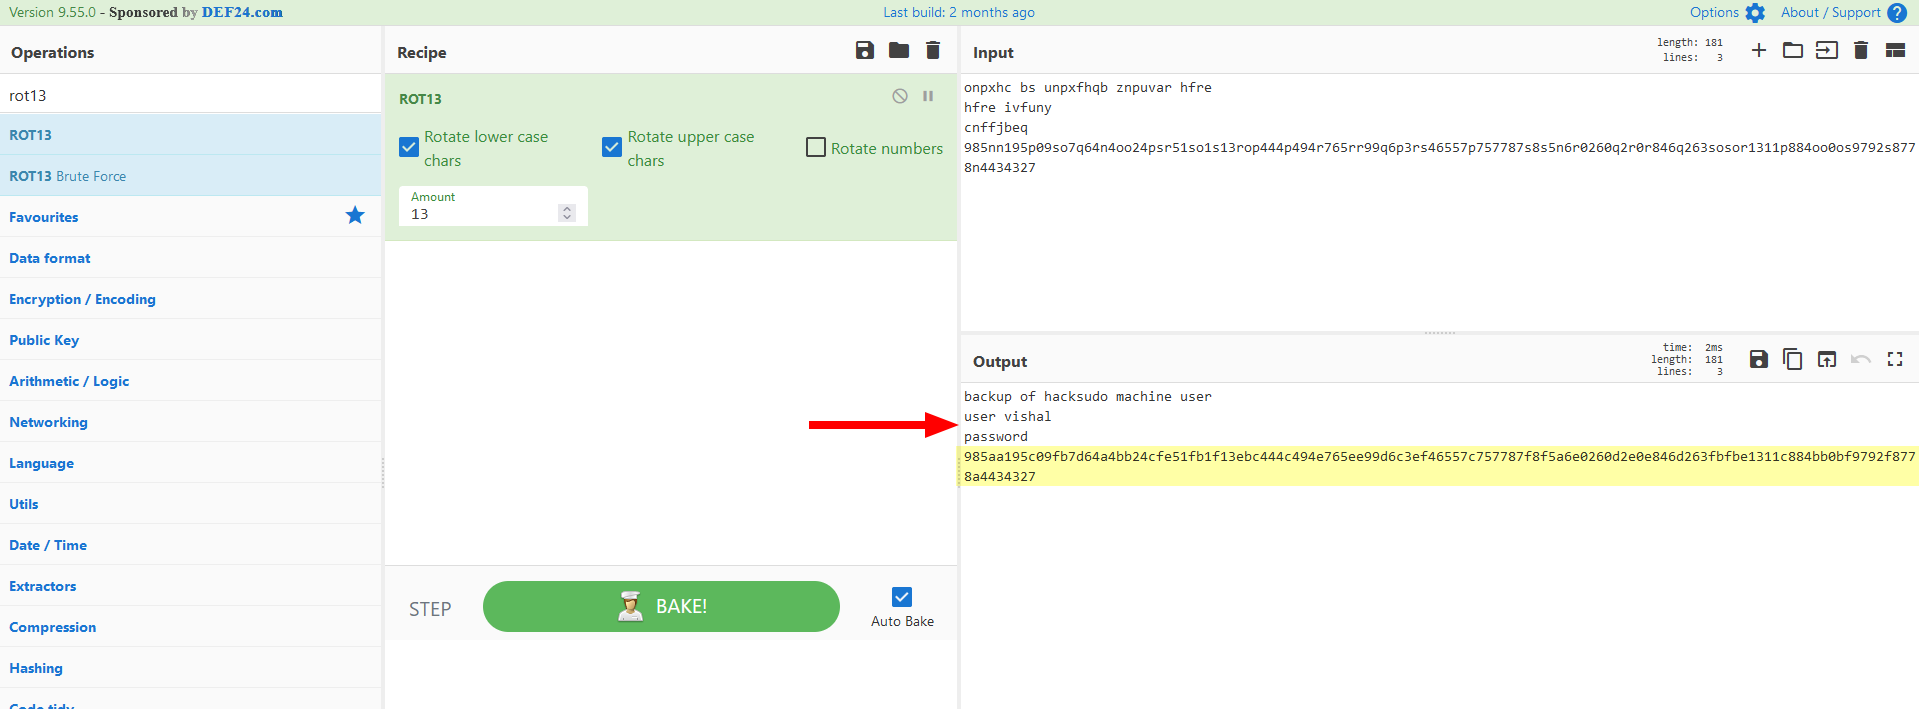 Version 9.55.0 - Sponsored by DEF24.com
Last build: 2 months ago
Options
About / Support
Operations
rot13
ROT13
ROT13 Brute Force
Favourites
Data format
Encryption / Encoding
Public Key
Arithmetic / Logic
Networking
Language
Utils
Date / Time
Extractors
Compression
Hashing
Code tidy
Recipe
ROT13
Rotate lower case
chars
Rotate upper case
chars
Rotate numbers
Amount
13
STEP
BAKE!
Auto Bake
Input
length: 181
lines: 3
onpxhc bs unpxfhqb znpuvar hfre
hfre ivfuny
cnffjbeq
985nn195p09so7q64n4oo24psr51so1s13rop444p494r765rr99q6p3rs46557p757787s8s5n6r0260q2r0r846q263sosor1311p884oo0os9792s877
8n4434327
Output
time: 2ms
length: 181
lines: 3
backup of hacksudo machine user
user vishal
password
985aa195c09fb7d64a4bb24cfe51fb1f13ebc444c494e765ee99d6c3ef46557c757787f8f5a6e0260d2e0e846d263fbfbe1311c884bb0bf9792f877
8a4434327